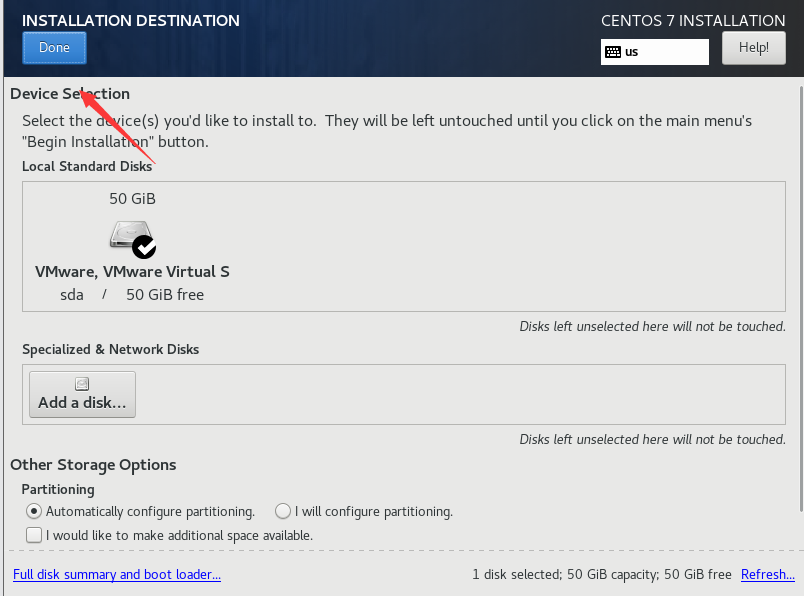 INSTALLATION DESTINATION
CENTOS 7 INSTALLATION
Done
us
Help!
Device Selection
Select the device(s) you'd like to install to.  They will be left untouched until you click on the main menu's
"Begin Installation" button.
Local Standard Disks
50 GiB
VMware, VMware Virtual S
sda / 50 GiB free
Disks left unselected here will not be touched.
Specialized & Network Disks
Add a disk...
Disks left unselected here will not be touched.
Other Storage Options
Partitioning
Automatically configure partitioning. I will configure partitioning.
I would like to make additional space available.
Full disk summary and boot loader... 1 disk selected; 50 GiB capacity; 50 GiB free Refresh...